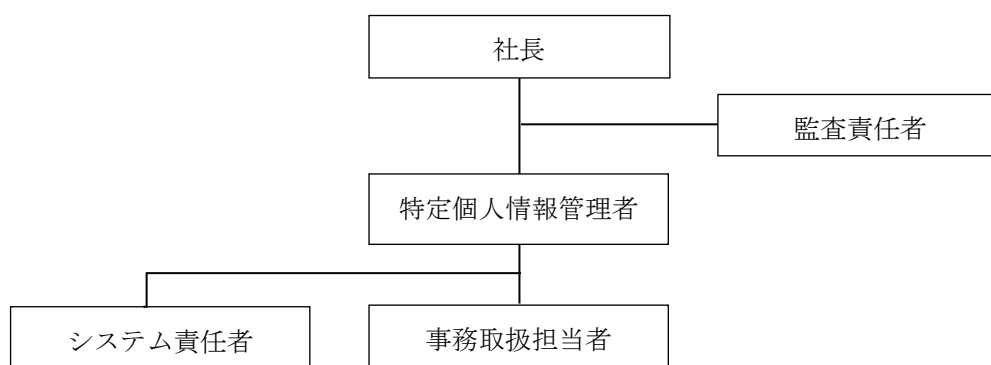 社長
監査責任者
特定個人情報管理者
システム責任者
事務取扱担当者